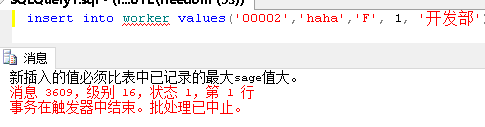 insert into worker values('00002','haha','F', 1, '开发部'
消息
新插入的值必须比表中已记录的最大sage值大。
消息 3609，级别 16，状态 1，第 1 行
事务在触发器中结束。批处理已中止。